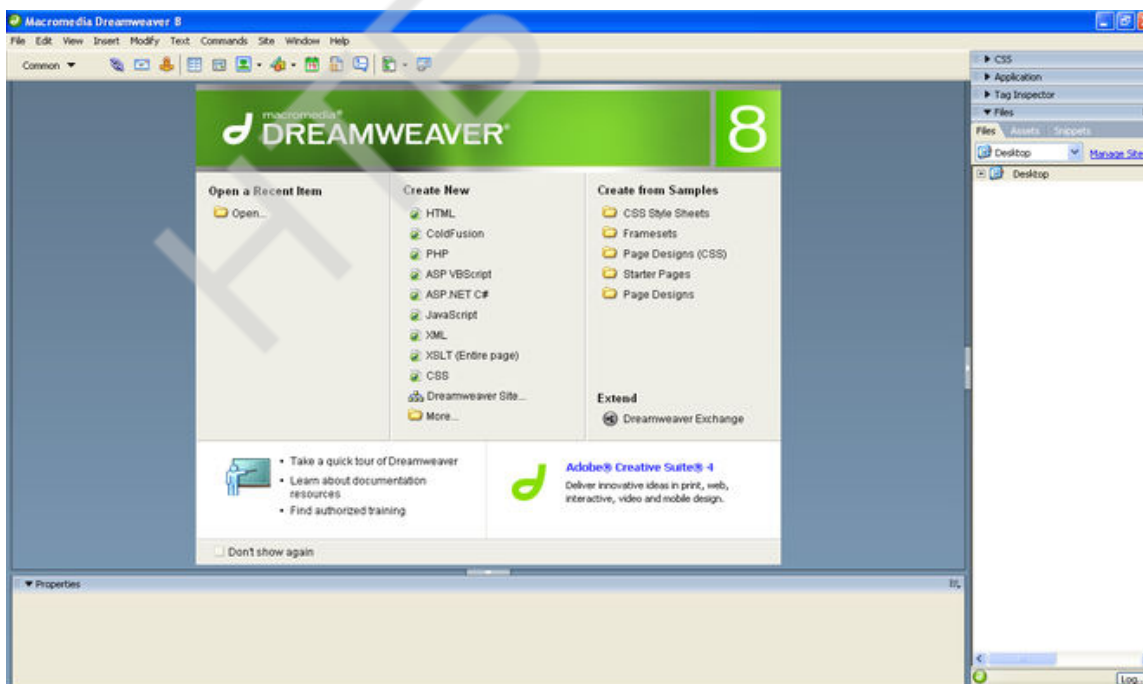 Macromedia Dreamweaver 8
File Edit View Insert Modify Text Commands Site Window Help
Common
CSS
Application
Tag Inspector
Files
Files Assets Snippets
Desktop Manage Site
Desktop
macromedia®
DREAMWEAVER® 8
Open a Recent Item
Open...
Create New
HTML
ColdFusion
PHP
ASP VBScript
ASP.NET C#
JavaScript
XML
XSLT (Entire page)
CSS
Dreamweaver Site...
More...
Create from Samples
CSS Style Sheets
Framesets
Page Designs (CSS)
Starter Pages
Page Designs
Extend
Dreamweaver Exchange
• Take a quick tour of Dreamweaver
• Learn about documentation
resources
• Find authorized training
Adobe® Creative Suite® 4
Deliver innovative ideas in print, web,
interactive, video and mobile design.
Don't show again
Properties
Log